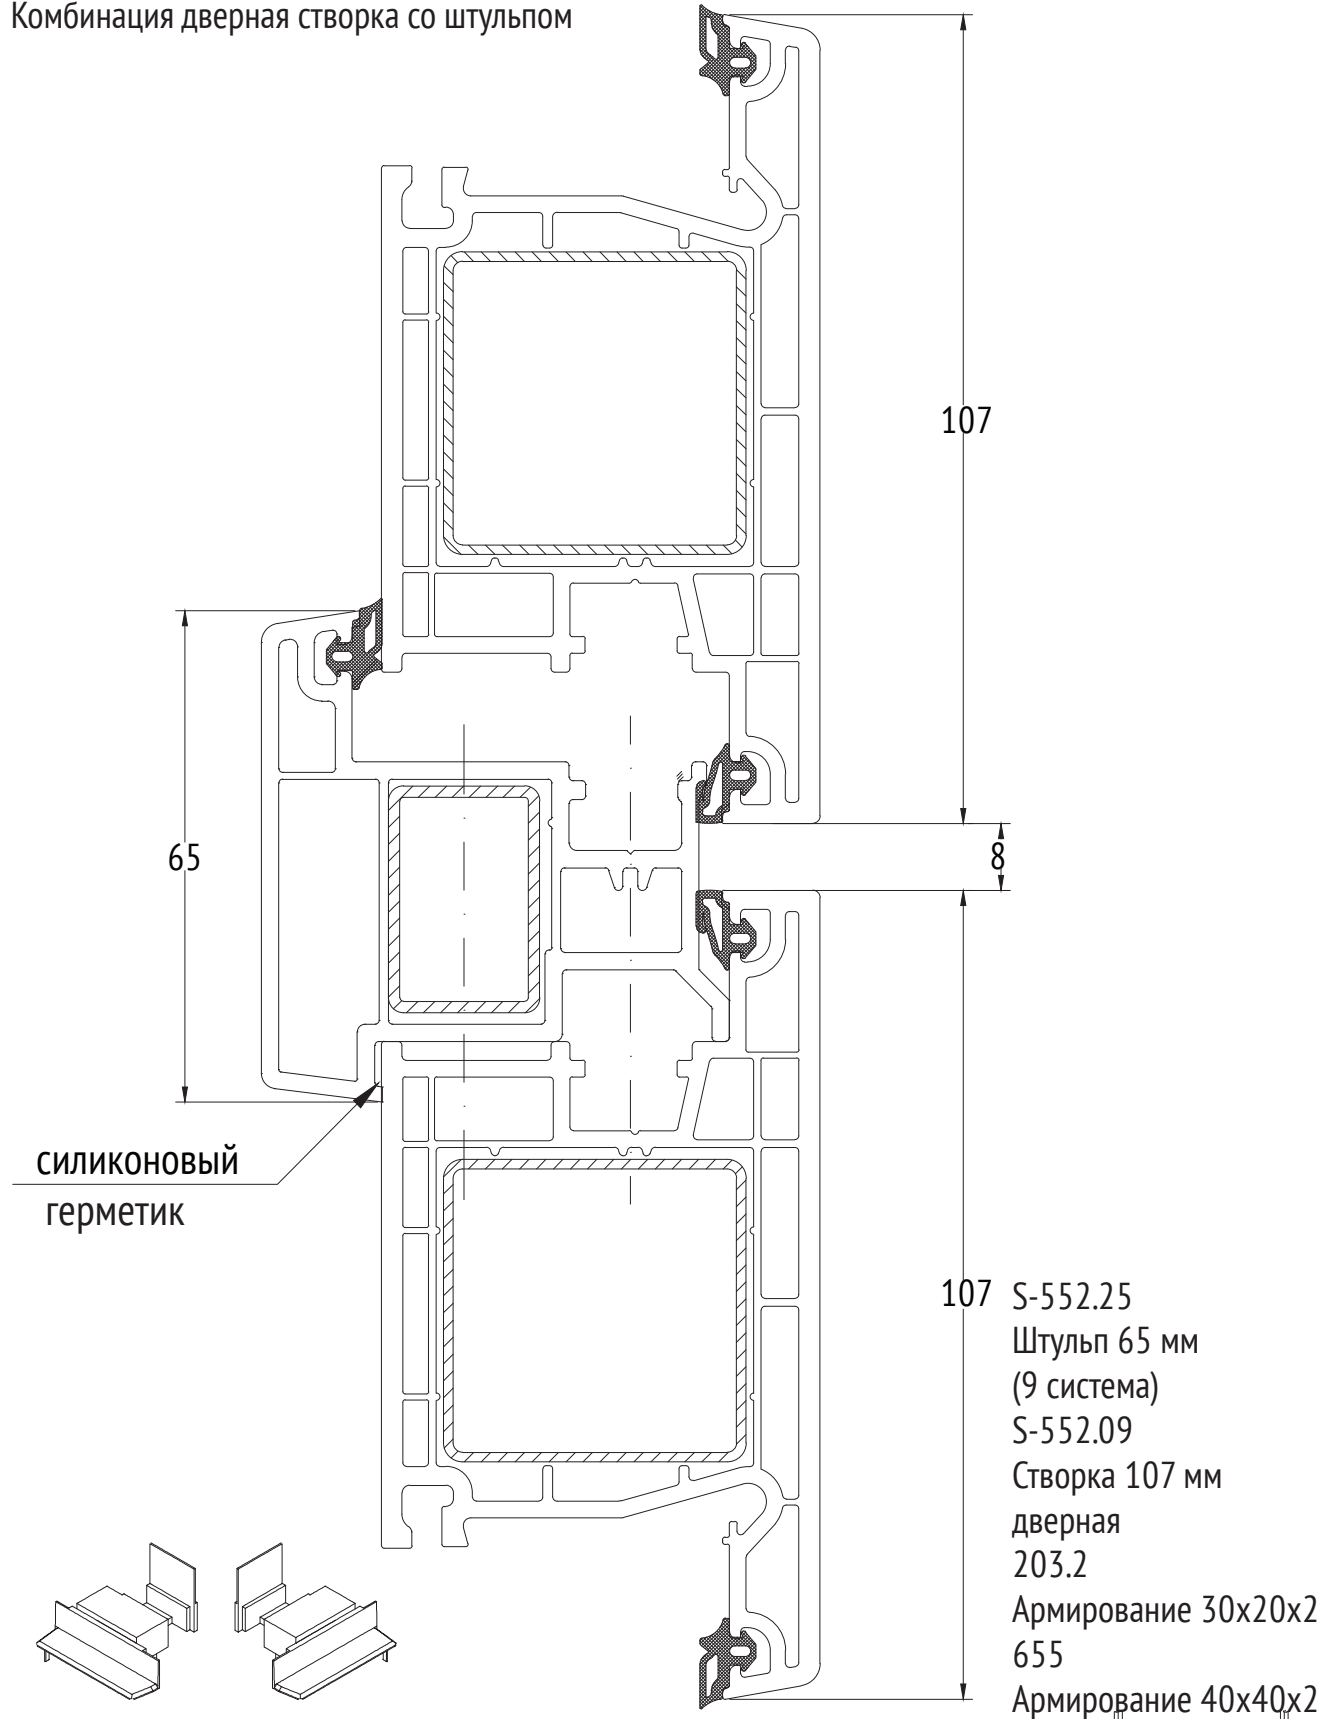 Комбинация дверная створка со штульпом
107
65
8
силиконовый
герметик
107
S-552.25
Штульп 65 мм
(9 система)
S-552.09
Створка 107 мм
дверная
203.2
Армирование 30x20x2
655
Армирование 40x40x2